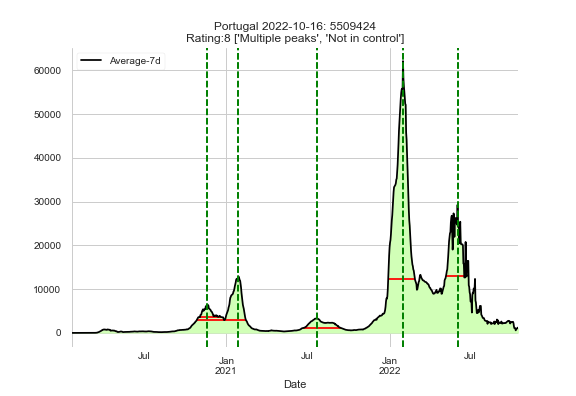 Portugal 2022-10-16: 5509424
Rating:8 ['Multiple peaks', 'Not in control']
Average-7d
60000
50000
40000
30000
20000
10000
0
Jul
Jan
2021
Jul
Jan
2022
Jul
Date